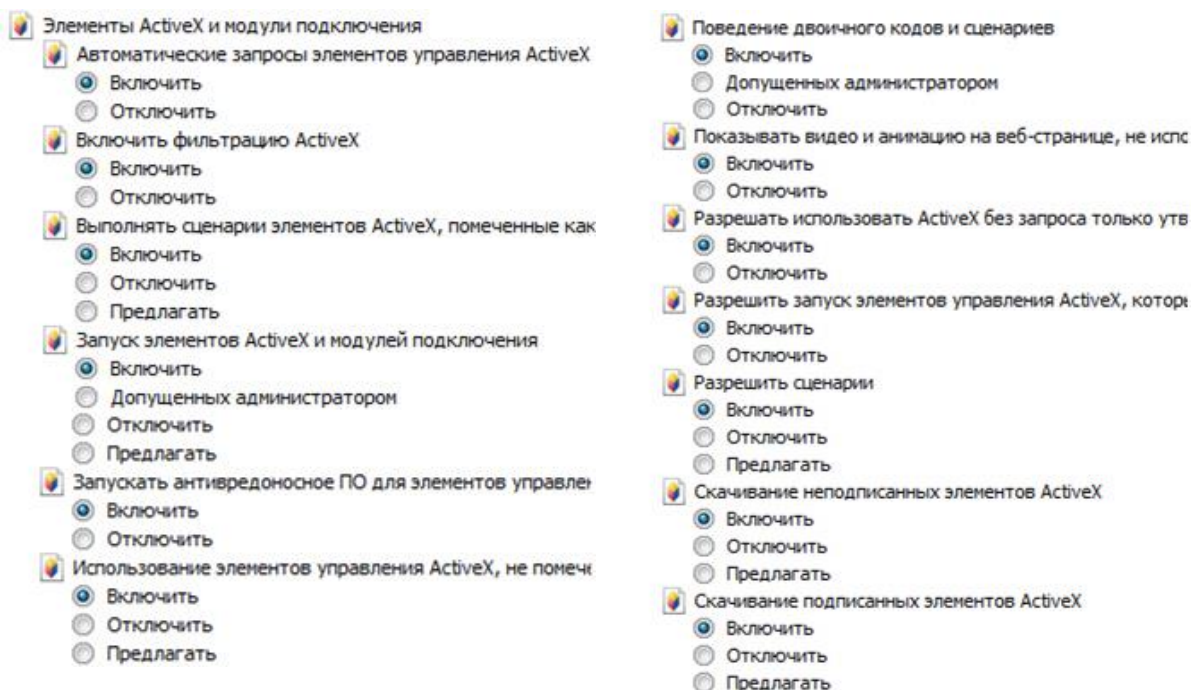 Элементы ActiveX и модули подключения
Автоматические запросы элементов управления ActiveX
Включить
Отключить
Включить фильтрацию ActiveX
Включить
Отключить
Выполнять сценарии элементов ActiveX, помеченные как
Включить
Отключить
Предлагать
Запуск элементов ActiveX и модулей подключения
Включить
Допущенных администратором
Отключить
Предлагать
Запускать антивредоносное ПО для элементов управлен
Включить
Отключить
Использование элементов управления ActiveX, не помече
Включить
Отключить
Предлагать
Поведение двоичного кодов и сценариев
Включить
Допущенных администратором
Отключить
Показывать видео и анимацию на веб-странице, не испо
Включить
Отключить
Разрешать использовать ActiveX без запроса только утв
Включить
Отключить
Разрешить запуск элементов управления ActiveX, которы
Включить
Отключить
Разрешить сценарии
Включить
Отключить
Предлагать
Скачивание неподписанных элементов ActiveX
Включить
Отключить
Предлагать
Скачивание подписанных элементов ActiveX
Включить
Отключить
Предлагать